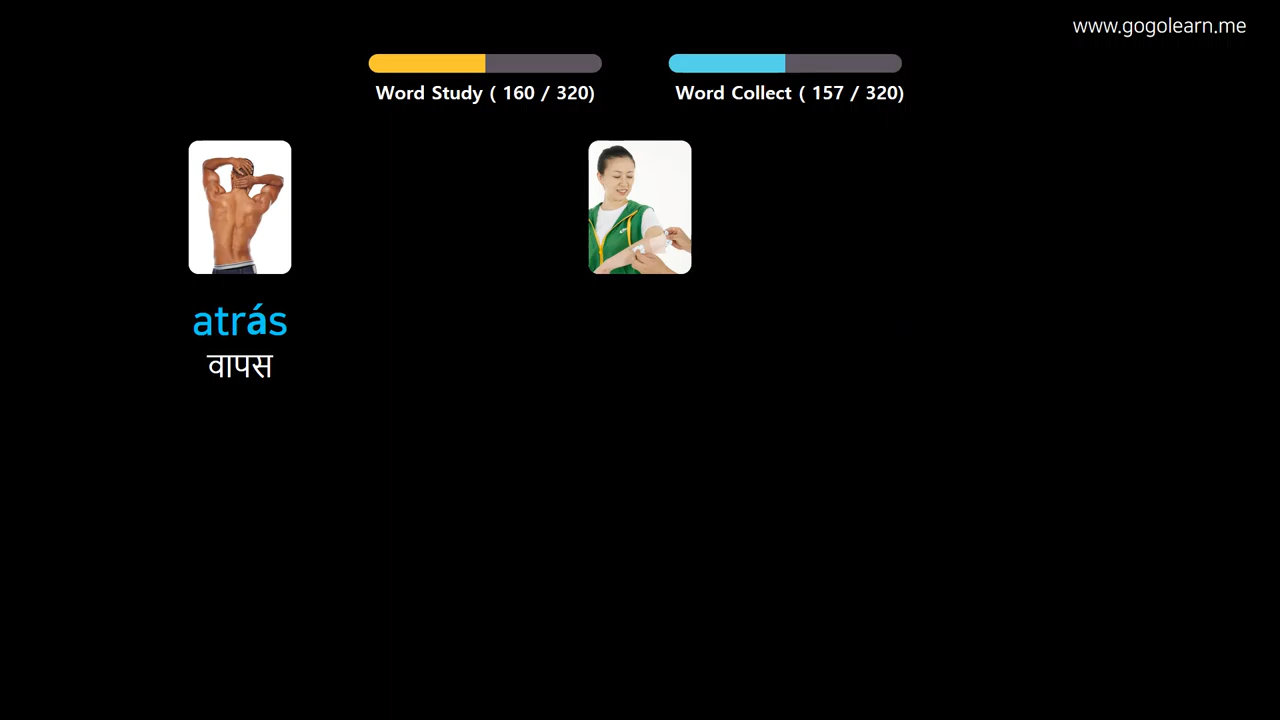 www.gogolearn.me
Word Study ( 160 / 320)
Word Collect ( 157 / 320)
atrás
वापस